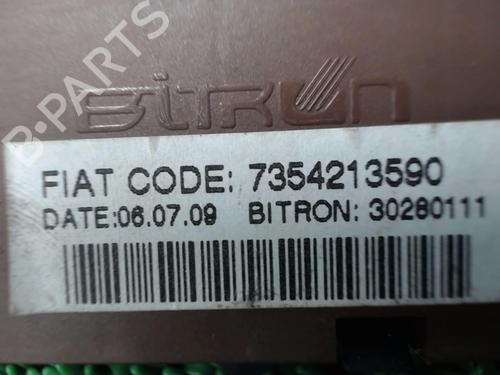 B-PARTS
BITRON
FIAT CODE: 7354213590
DATE:06.07.09 BITRON: 30280111